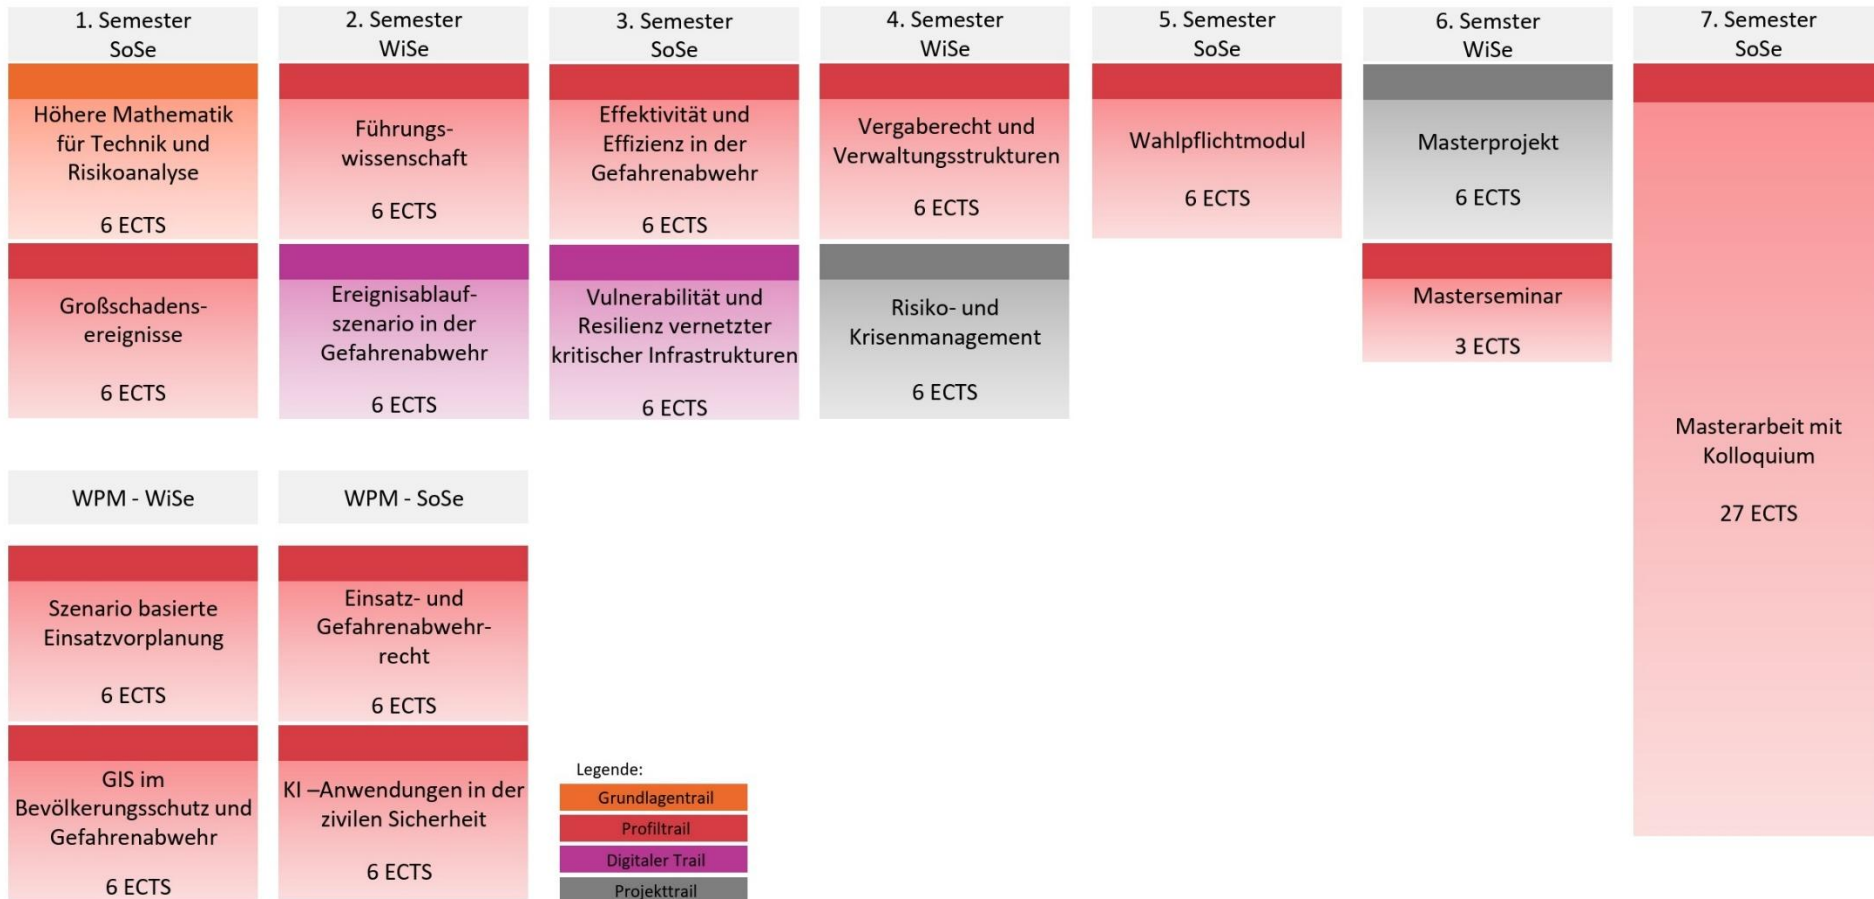 1. Semester
SoSe
2. Semester
WiSe
3. Semester
SoSe
4. Semester
WiSe
5. Semester
SoSe
6. Semster
WiSe
7. Semester
SoSe
Höhere Mathematik
für Technik und
Risikoanalyse
6 ECTS
Führungs-
wissenschaft
6 ECTS
Effektivität und
Effizienz in der
Gefahrenabwehr
6 ECTS
Vergaberecht und
Verwaltungsstrukturen
6 ECTS
Wahlpflichtmodul
6 ECTS
Masterprojekt
6 ECTS
Großschadens-
ereignisse
6 ECTS
Ereignisablauf-
szenario in der
Gefahrenabwehr
6 ECTS
Vulnerabilität und
Resilienz vernetzter
kritischer Infrastrukturen
6 ECTS
Risiko- und
Krisenmanagement
6 ECTS
Masterseminar
3 ECTS
Masterarbeit mit
Kolloquium
27 ECTS
WPM - WiSe
WPM - SoSe
Szenario basierte
Einsatzvorplanung
6 ECTS
Einsatz- und
Gefahrenabwehr-
recht
6 ECTS
GIS im
Bevölkerungsschutz und
Gefahrenabwehr
6 ECTS
KI –Anwendungen in der
zivilen Sicherheit
6 ECTS
Legende:
Grundlagentrail
Profiltrail
Digitaler Trail
Projekttrail